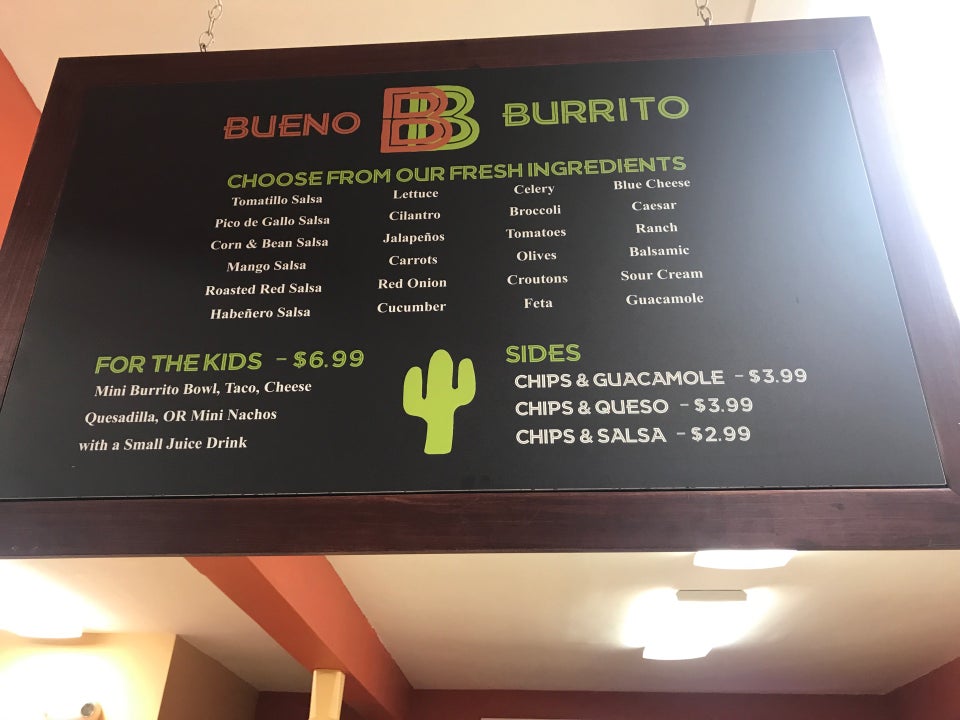 BUENO BB BURRITO
CHOOSE FROM OUR FRESH INGREDIENTS
Tomatillo Salsa
Pico de Gallo Salsa
Corn & Bean Salsa
Mango Salsa
Roasted Red Salsa
Habeñero Salsa
Lettuce
Cilantro
Jalapeños
Carrots
Red Onion
Cucumber
Celery
Broccoli
Tomatoes
Olives
Croutons
Feta
Blue Cheese
Caesar
Ranch
Balsamic
Sour Cream
Guacamole
FOR THE KIDS - $6.99
Mini Burrito Bowl, Taco, Cheese
Quesadilla, OR Mini Nachos
with a Small Juice Drink
SIDES
CHIPS & GUACAMOLE - $3.99
CHIPS & QUESO - $3.99
CHIPS & SALSA - $2.99